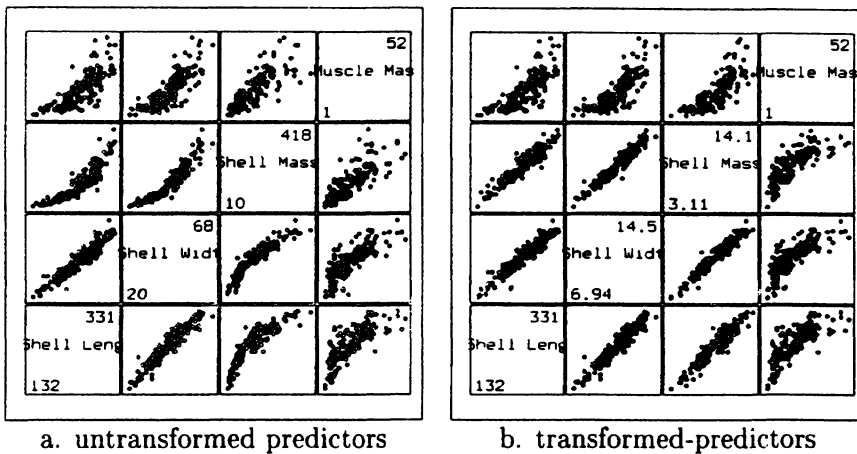 52
Muscle Mas
1
418
Shell Mass
10
68
Shell Widt
20
331
Shell Leng
132
a. untransformed predictors
52
Muscle Mas
1
14.1
Shell Mass
3.11
14.5
Shell Widt
6.94
331
Shell Leng
132
b. transformed-predictors